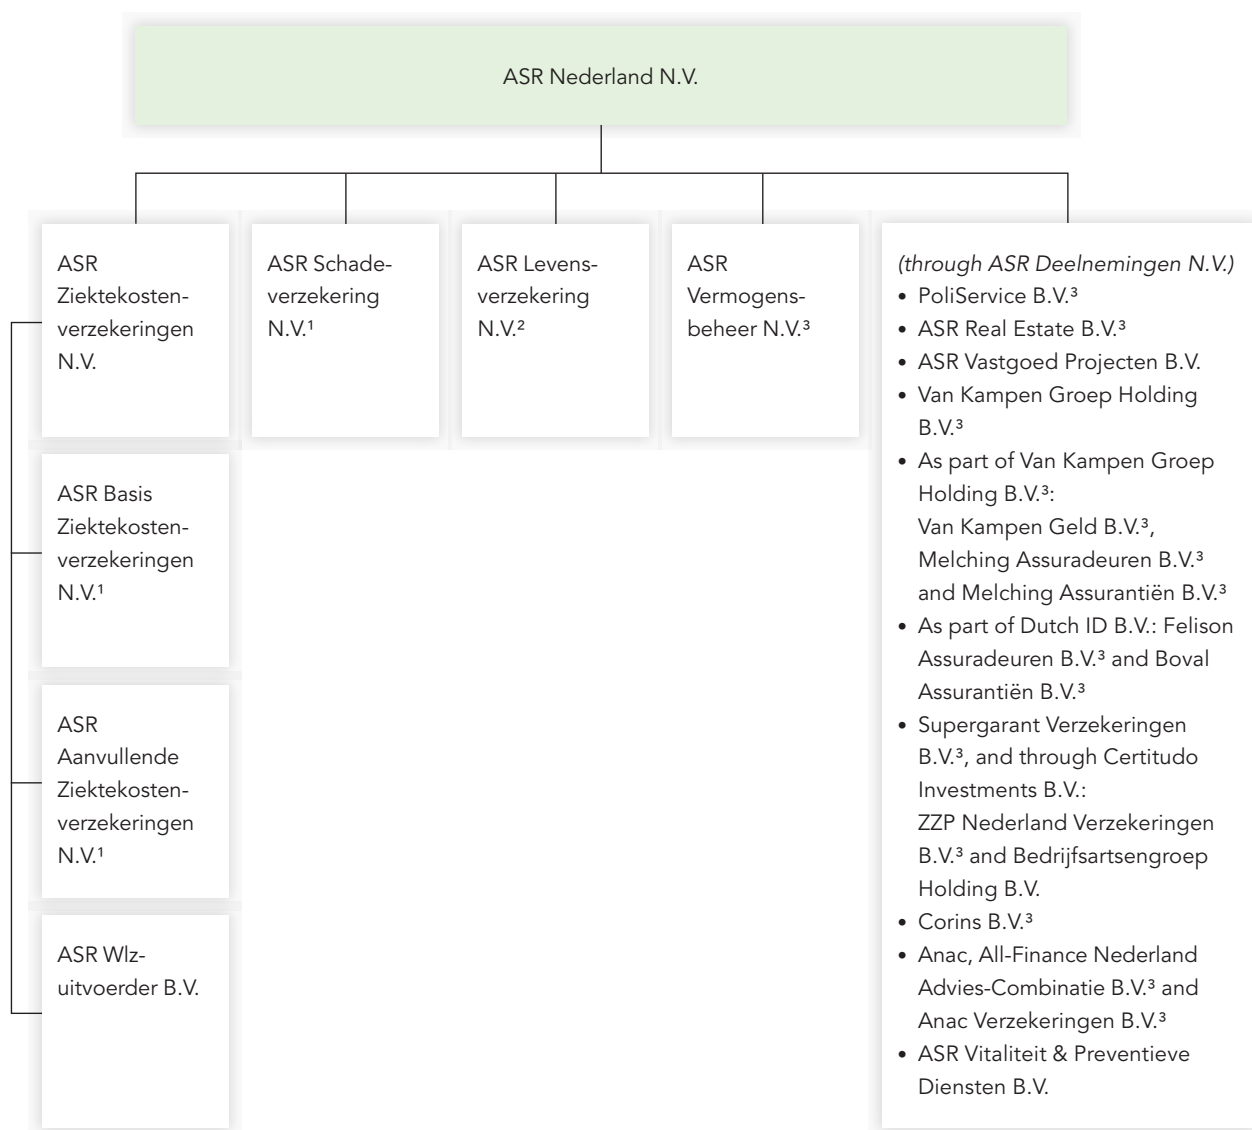 ASR Nederland N.V.
ASR
Ziektekosten-
verzekeringen
N.V.
ASR Schade-
verzekering
N.V.¹
ASR Levens-
verzekering
N.V.²
ASR
Vermogens-
beheer N.V.³
(through ASR Deelnemingen N.V.)
• PoliService B.V.³
• ASR Real Estate B.V.³
• ASR Vastgoed Projecten B.V.
• Van Kampen Groep Holding
B.V.³
• As part of Van Kampen Groep
Holding B.V.³:
Van Kampen Geld B.V.³,
Melching Assuradeuren B.V.³
and Melching Assurantiën B.V.³
• As part of Dutch ID B.V.: Felison
Assuradeuren B.V.³ and Boval
Assurantiën B.V.³
• Supergarant Verzekeringen
B.V.³, and through Certitudo
Investments B.V.:
ZZP Nederland Verzekeringen
B.V.³ and Bedrijfsartsengroep
Holding B.V.
• Corins B.V.³
• Anac, All-Finance Nederland
Advies-Combinatie B.V.³ and
Anac Verzekeringen B.V.³
• ASR Vitaliteit & Preventieve
Diensten B.V.
ASR Basis
Ziektekosten-
verzekeringen
N.V.¹
ASR
Aanvullende
Ziektekosten-
verzekeringen
N.V.¹
ASR Wlz-
uitvoerder B.V.